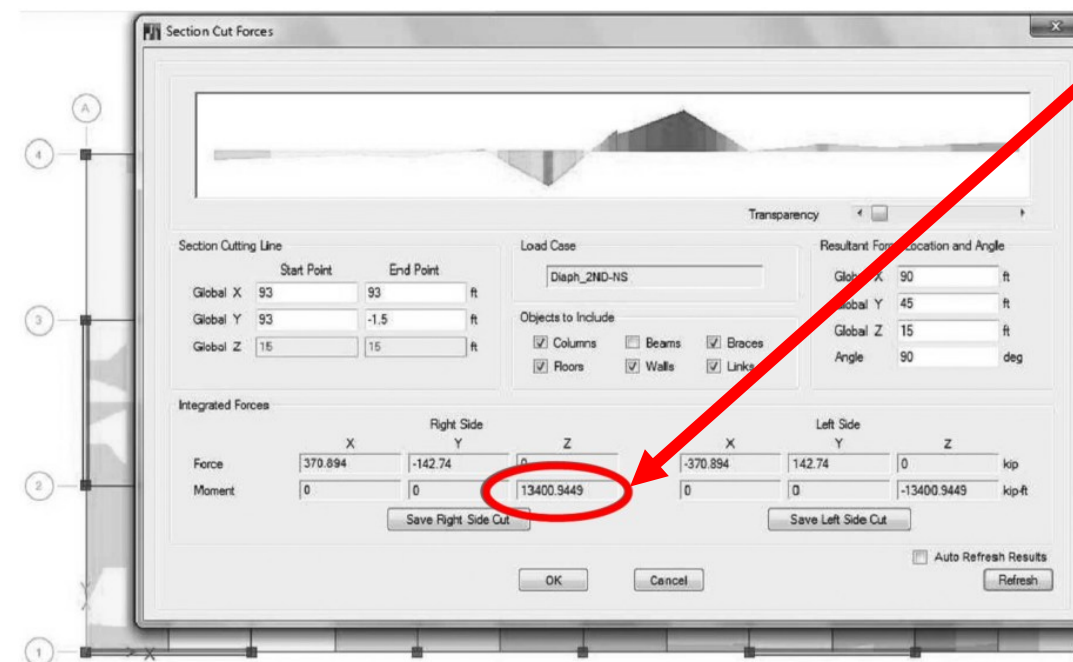 Section Cut Forces
A
4
3
2
1
Transparency
Section Cutting Line
Start Point End Point
Global X 93 93 ft
Global Y 93 -1.5 ft
Global Z 15 15 ft
Load Case
Diaph_2ND-NS
Objects to Include
Columns Beams Braces
Floors Walls Links
Resultant Location and Angle
Global X 90 ft
Global Y 45 ft
Global Z 15 ft
Angle 90 deg
Integrated Forces
Right Side Left Side
X Y Z X Y Z
Force 370.894 -142.74 0 -370.894 142.74 0 kip
Moment 0 0 13400.9449 0 0 -13400.9449 kip-ft
Save Right Side Cut Save Left Side Cut
Auto Refresh Results
OK Cancel Refresh
Y
X
X